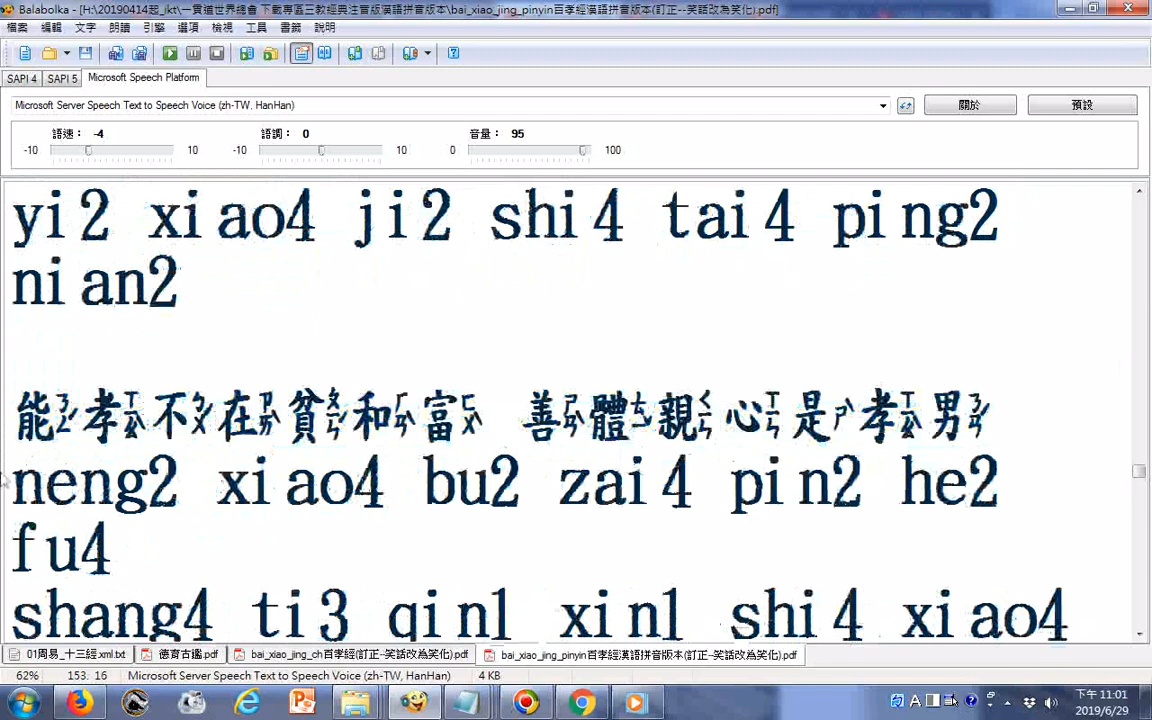 Balabolka - [H:\20190414起_jkt\一貫道世界總會 下載專區三教經典注音版漢語拼音版本\bai_xiao_jing_pinyin百孝經漢語拼音版本(訂正--笑話改為笑化).pdf]
檔案 編輯 文字 朗讀 引擎 選項 檢視 工具 書籤 說明
SAPI 4 SAPI 5 Microsoft Speech Platform
Microsoft Server Speech Text to Speech Voice (zh-TW, HanHan) 關於 預設
語速： -4 語調： 0 音量： 95
-10 10 -10 10 0 100
yi2 xiao4 ji2 shi4 tai4 ping2
nian2
能孝不在貧和富 善體親心是孝男
neng2 xiao4 bu2 zai4 pin2 he2
fu4
shang4 ti3 qin1 xin1 shi4 xiao4
01周易_十三經.xml.txt 德育古鑑.pdf bai_xiao_jing_ch百孝經(訂正--笑話改為笑化).pdf bai_xiao_jing_pinyin百孝經漢語拼音版本(訂正--笑話改為笑化).pdf
62% 153. 16 Microsoft Server Speech Text to Speech Voice (zh-TW, HanHan) 4 KB
下午 11:01
2019/6/29